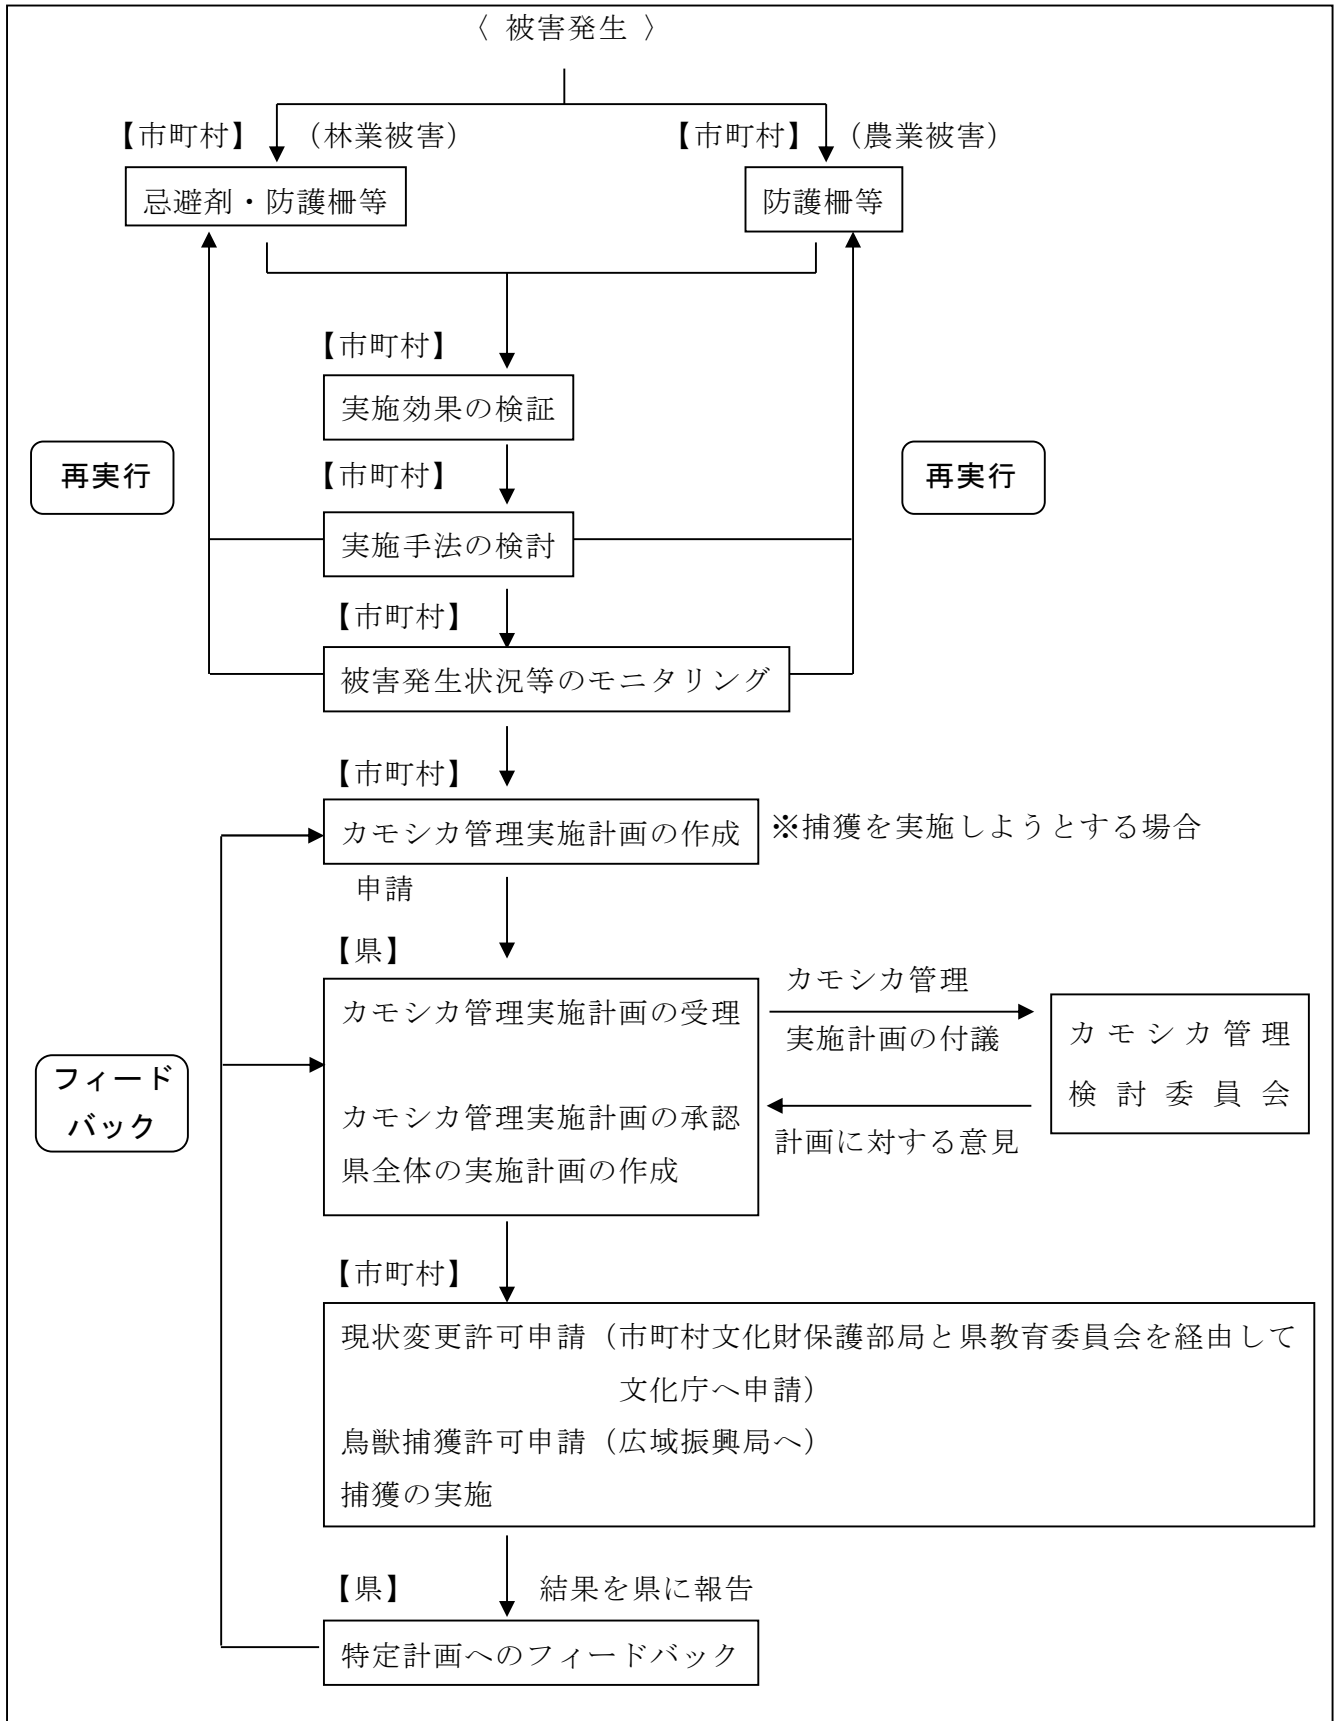 〈 被害発生 〉
【市町村】 （林業被害）
【市町村】 （農業被害）
忌避剤・防護柵等
防護柵等
【市町村】
実施効果の検証
再実行
再実行
【市町村】
実施手法の検討
【市町村】
被害発生状況等のモニタリング
【市町村】
カモシカ管理実施計画の作成
※捕獲を実施しようとする場合
申請
【県】
カモシカ管理実施計画の受理
カモシカ管理実施計画の承認
県全体の実施計画の作成
カモシカ管理
実施計画の付議
計画に対する意見
カモシカ管理
検討委員会
フィード
バック
【市町村】
現状変更許可申請（市町村文化財保護部局と県教育委員会を経由して
文化庁へ申請）
鳥獣捕獲許可申請（広域振興局へ）
捕獲の実施
【県】
結果を県に報告
特定計画へのフィードバック